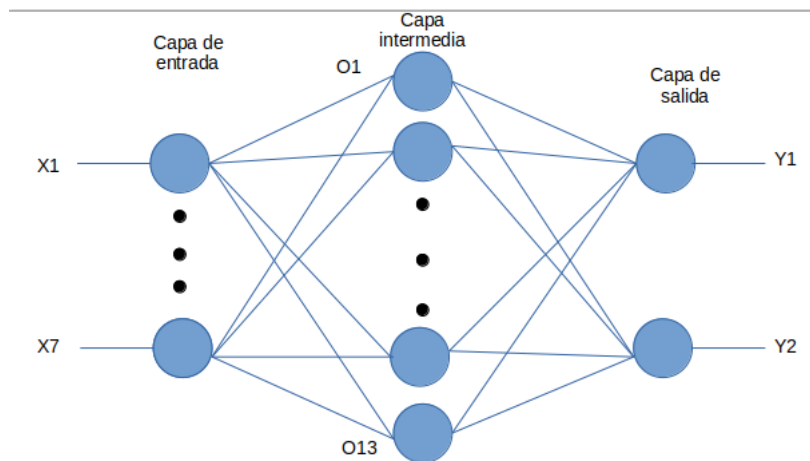 Capa de
entrada
Capa
intermedia
Capa de
salida
O1
X1
Y1
X7
Y2
O13